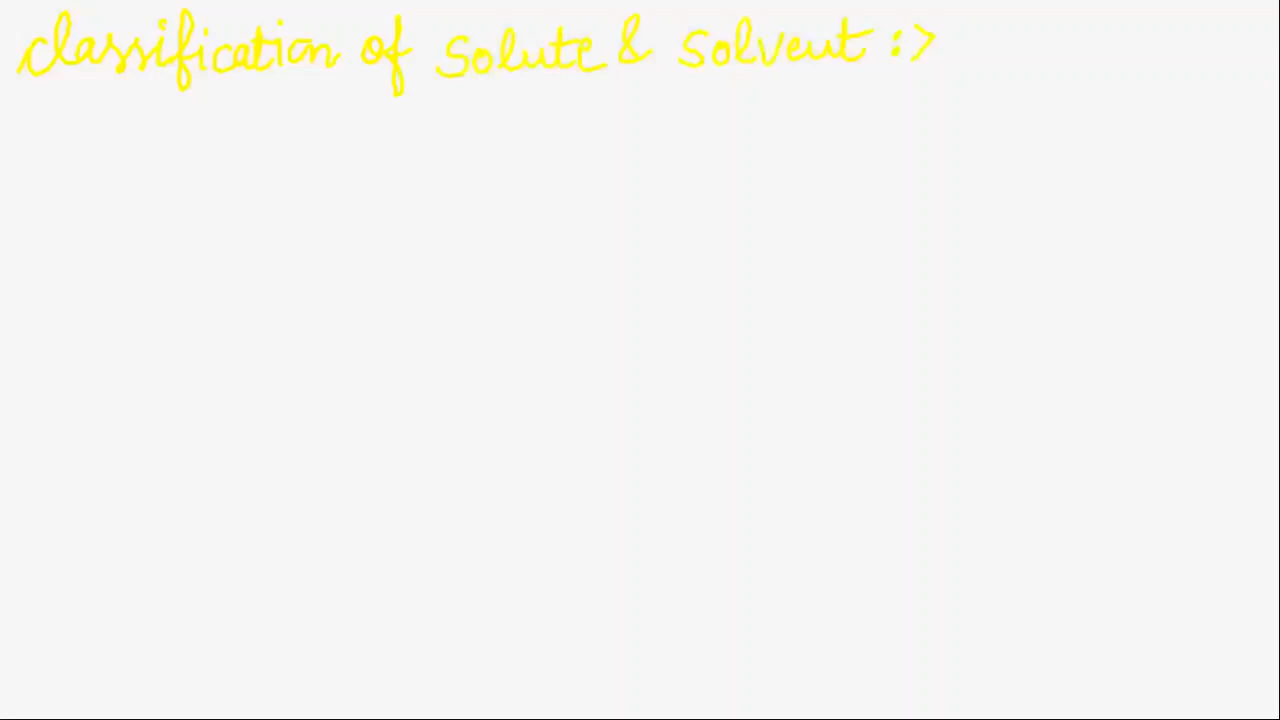 classification of solute & solvent :>